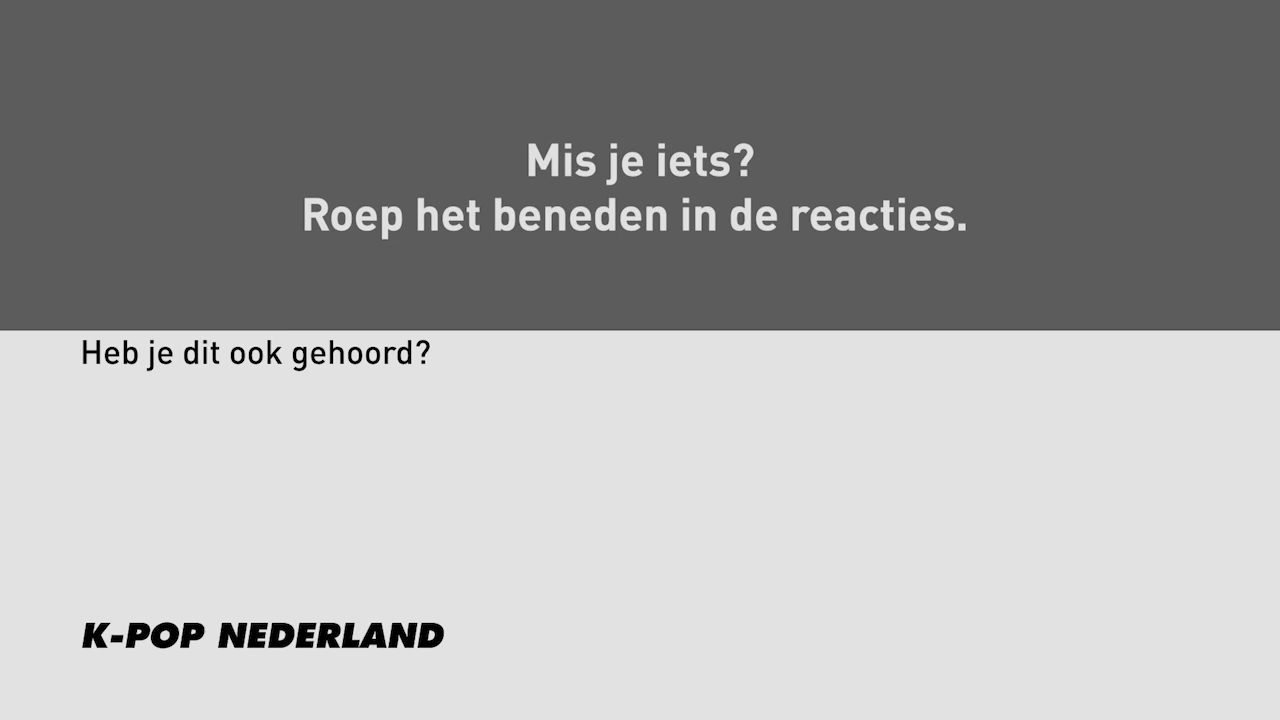 Mis je iets?
Roep het beneden in de reacties.
Heb je dit ook gehoord?
K-POP NEDERLAND